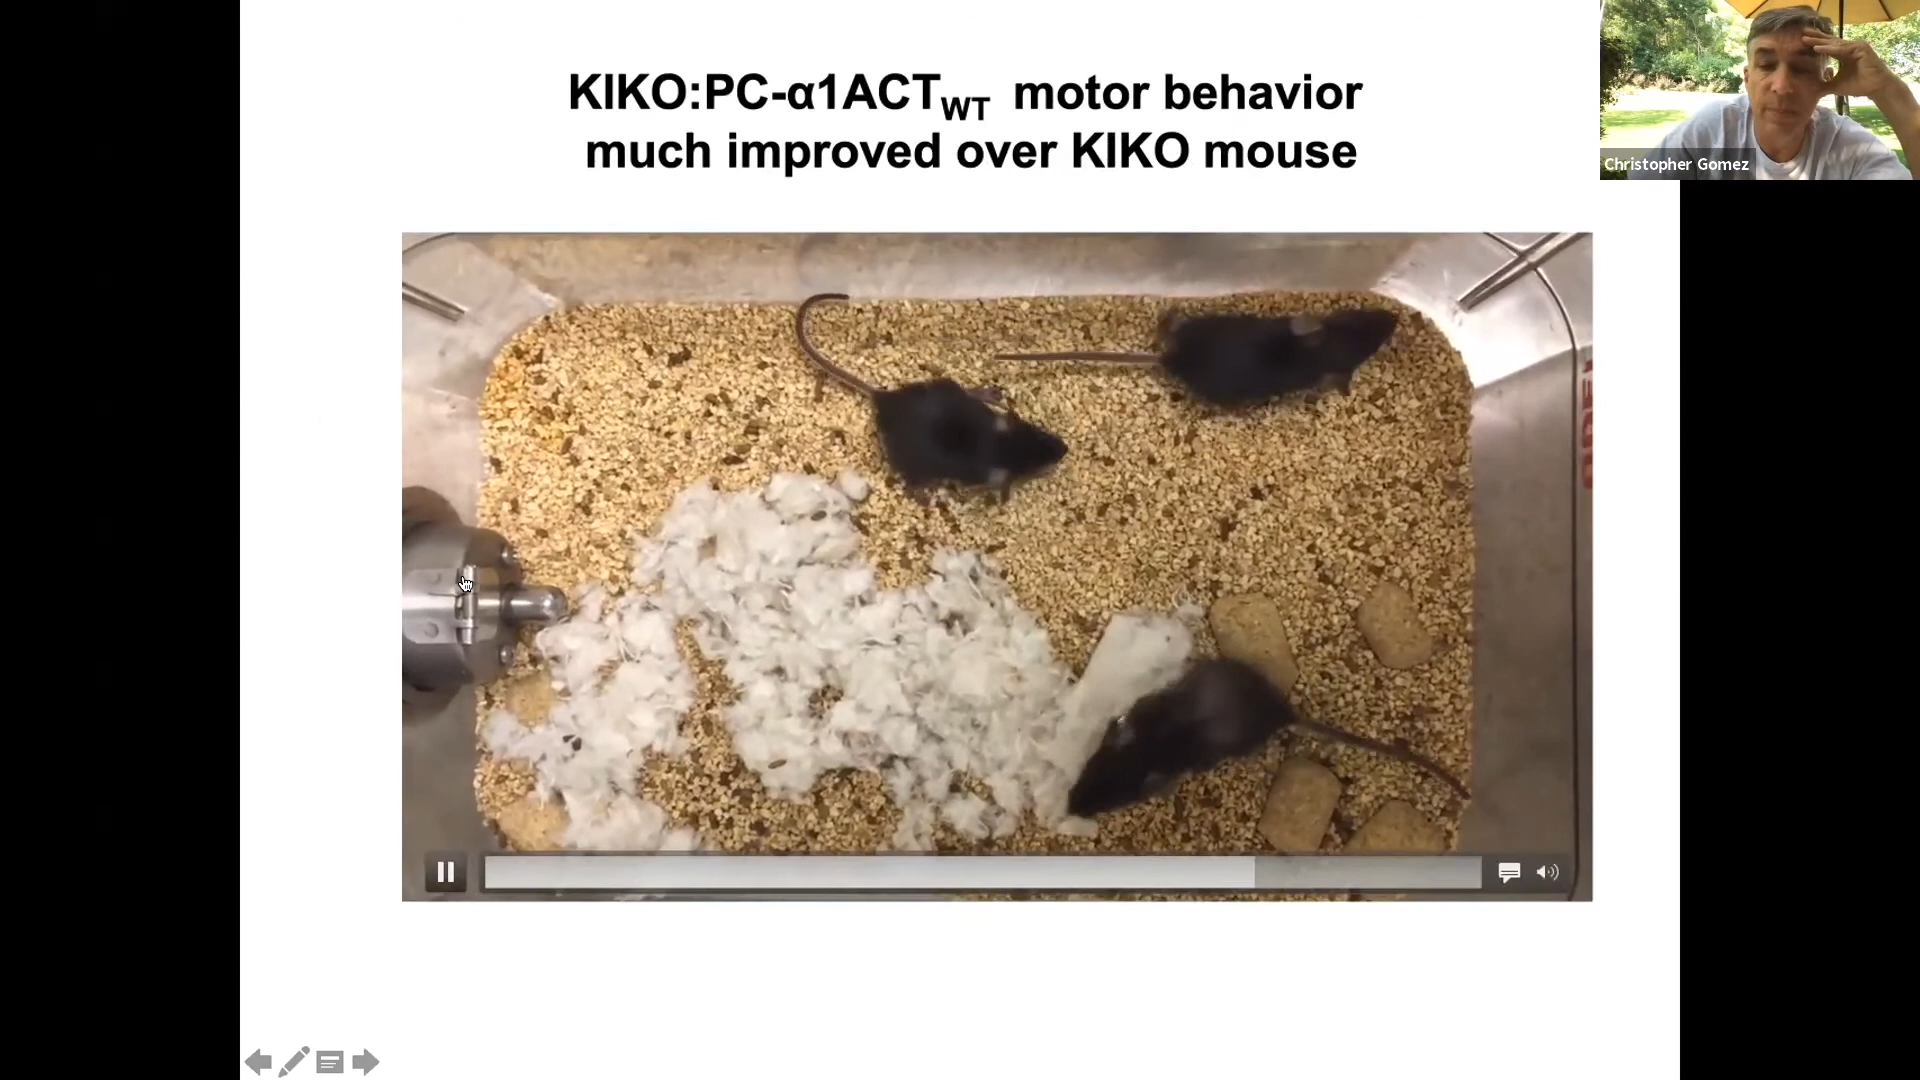 KIKO:PC-α1ACTWT motor behavior
much improved over KIKO mouse
Christopher Gomez